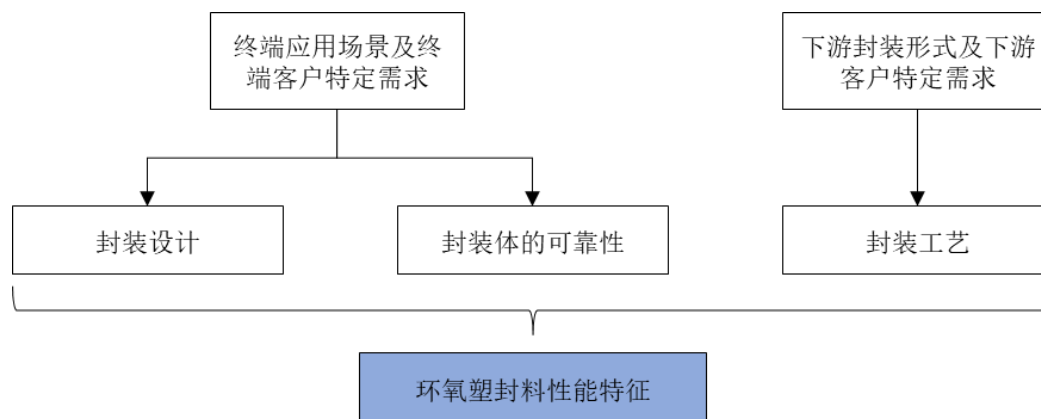 终端应用场景及终
端客户特定需求
下游封装形式及下游
客户特定需求
封装设计
封装体的可靠性
封装工艺
环氧塑封料性能特征